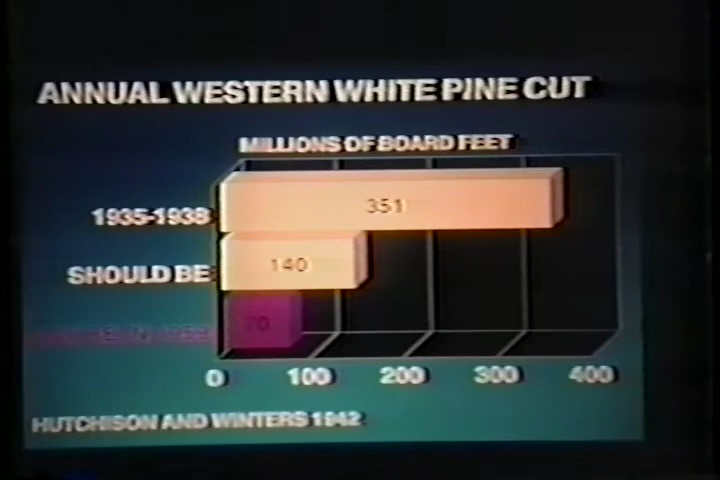 ANNUAL WESTERN WHITE PINE CUT
MILLIONS OF BOARD FEET
1935-1938
351
SHOULD BE
140
70
0 100 200 300 400
HUTCHISON AND WINTERS 1942